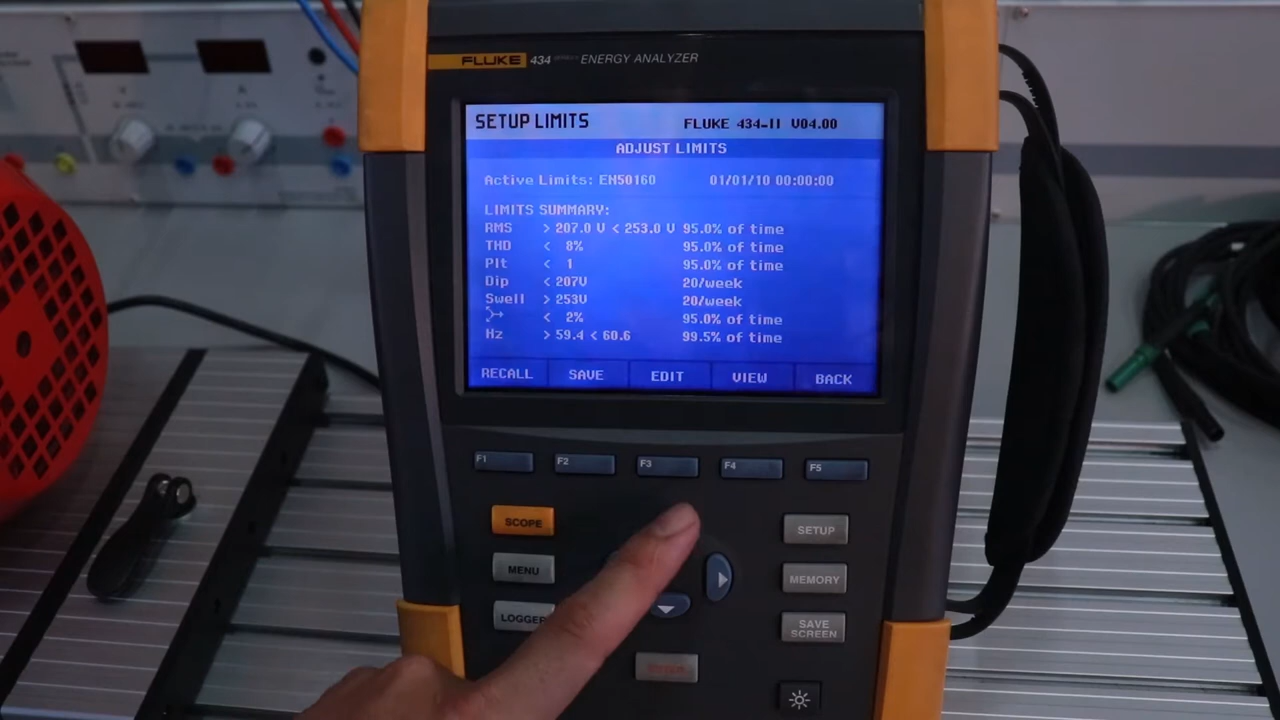 FLUKE 434 ENERGY ANALYZER
SETUP LIMITS FLUKE 434-II V04.00
ADJUST LIMITS
Active Limits: EN50160 01/01/10 00:00:00
LIMITS SUMMARY:
RMS > 207.0 V < 253.0 V 95.0% of time
THD < 8% 95.0% of time
Plt < 1 95.0% of time
Dip < 207V 20/week
Swell > 253V 20/week
< 2% 95.0% of time
Hz > 59.4 < 60.6 99.5% of time
RECALL SAVE EDIT VIEW BACK
F1 F2 F3 F4 F5
SCOPE SETUP
MENU MEMORY
LOGGER SAVE SCREEN